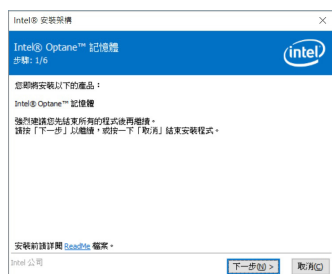 Intel® 安裝架構
Intel® Optane™ 記憶體
步驟: 1/6
intel
您即將安裝以下的產品：
Intel® Optane™ 記憶體
強烈建議您先結束所有的程式後再繼續。
請按「下一步」以繼續，或按一下「取消」結束安裝程式。
安裝前請詳閱 ReadMe 檔案。
Intel 公司
下一步(N) >
取消(C)